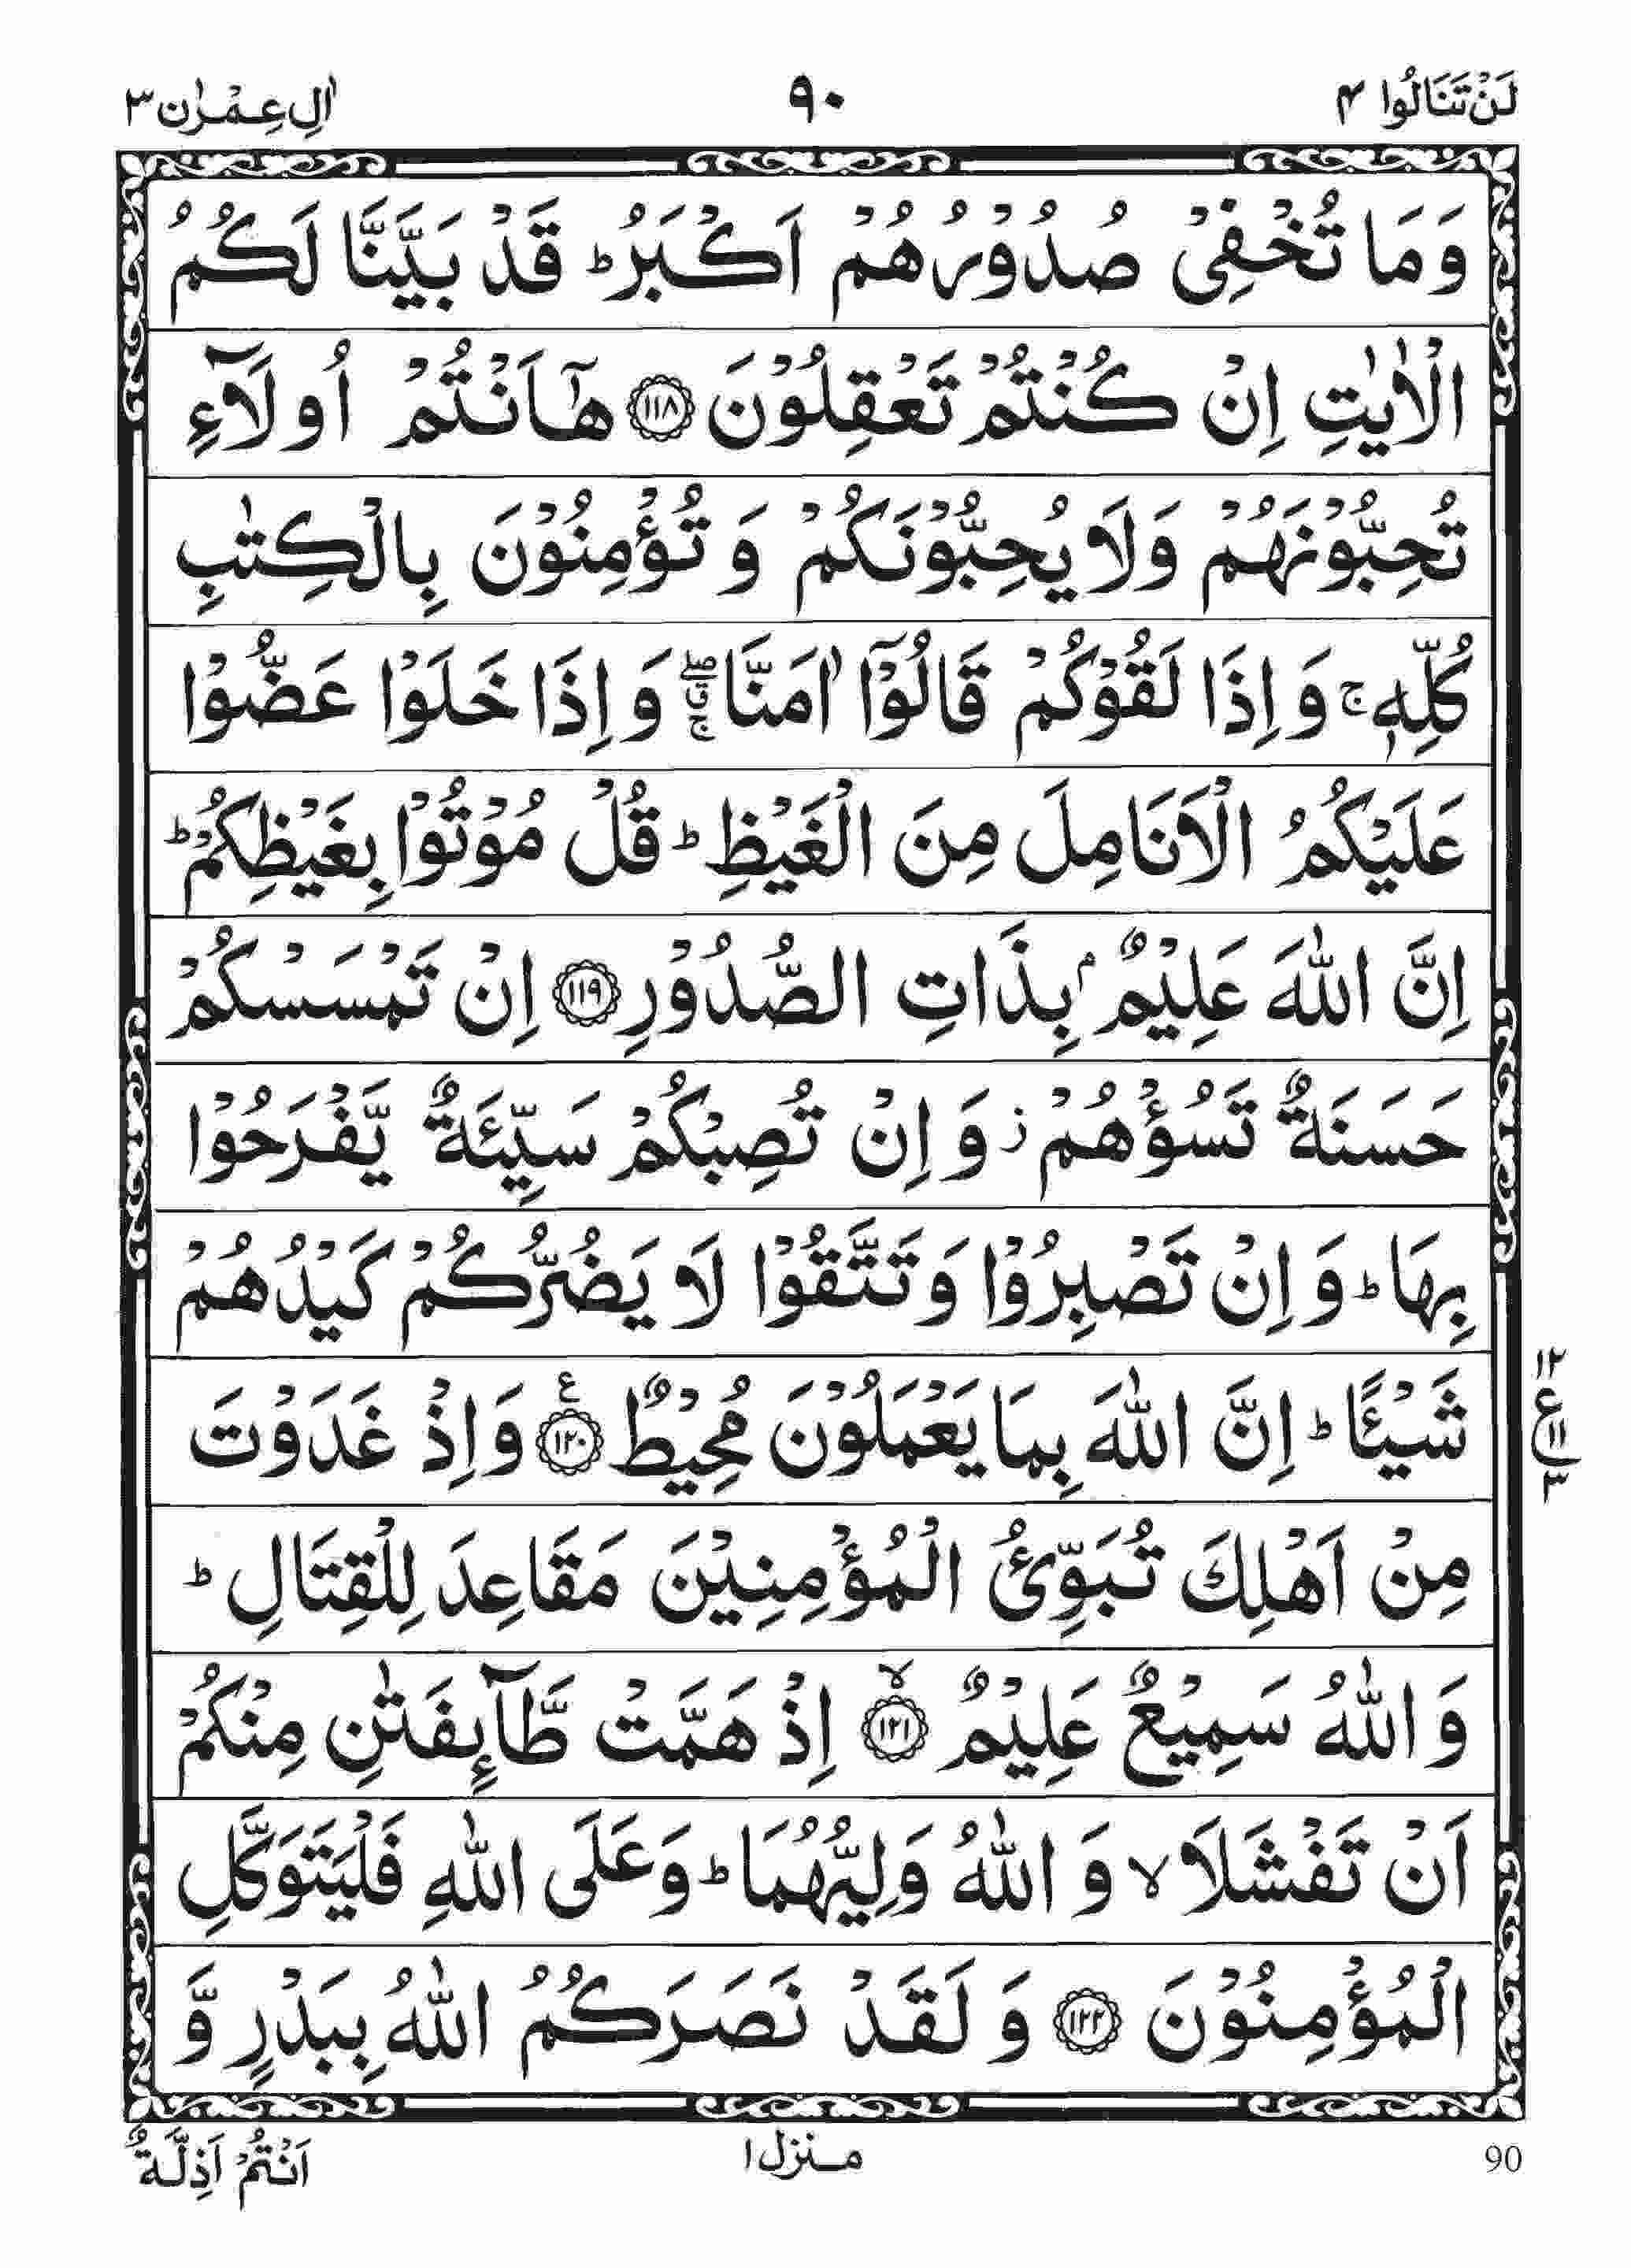 لَنْ تَنَالُوا ۴ ۹۰ اٰلِ عِمْرٰن ۳
وَمَا تُخْفِیْ صُدُوْرُهُمْ اَكْبَرُ ؕ قَدْ بَیَّنَّا لَكُمُ
الْاٰیٰتِ اِنْ كُنْتُمْ تَعْقِلُوْنَ ﴿۱۱۸﴾ هٰۤاَنْتُمْ اُولَآءِ
تُحِبُّوْنَهُمْ وَلَا یُحِبُّوْنَكُمْ وَ تُؤْمِنُوْنَ بِالْكِتٰبِ
كُلِّهٖ ۚ وَ اِذَا لَقُوْكُمْ قَالُوْۤا اٰمَنَّا ۖۗۚ وَ اِذَا خَلَوْا عَضُّوْا
عَلَیْكُمُ الْاَنَامِلَ مِنَ الْغَیْظِ ؕ قُلْ مُوْتُوْا بِغَیْظِكُمْ ؕ
اِنَّ اللّٰهَ عَلِیْمٌۢ بِذَاتِ الصُّدُوْرِ ﴿۱۱۹﴾ اِنْ تَمْسَسْكُمْ
حَسَنَةٌ تَسُؤْهُمْ ز وَ اِنْ تُصِبْكُمْ سَیِّئَةٌ یَّفْرَحُوْا
بِهَا ؕ وَ اِنْ تَصْبِرُوْا وَ تَتَّقُوْا لَا یَضُرُّكُمْ كَیْدُهُمْ
شَیْئًا ؕ اِنَّ اللّٰهَ بِمَا یَعْمَلُوْنَ مُحِیْطٌ ﴿۱۲۰﴾ ع وَ اِذْ غَدَوْتَ
۱۲ ع ۱۱ ۳
مِنْ اَهْلِكَ تُبَوِّئُ الْمُؤْمِنِیْنَ مَقَاعِدَ لِلْقِتَالِ ؕ
وَ اللّٰهُ سَمِیْعٌ عَلِیْمٌ ﴿۱۲۱﴾ ۙ اِذْ هَمَّتْ طَّآئِفَتٰنِ مِنْكُمْ
اَنْ تَفْشَلَا ۙ وَ اللّٰهُ وَلِیُّهُمَا ؕ وَعَلَی اللّٰهِ فَلْیَتَوَكَّلِ
الْمُؤْمِنُوْنَ ﴿۱۲۲﴾ وَ لَقَدْ نَصَرَكُمُ اللّٰهُ بِبَدْرٍ وَّ
90 منزل ۱ اَنْتُمْ اَذِلَّةٌ